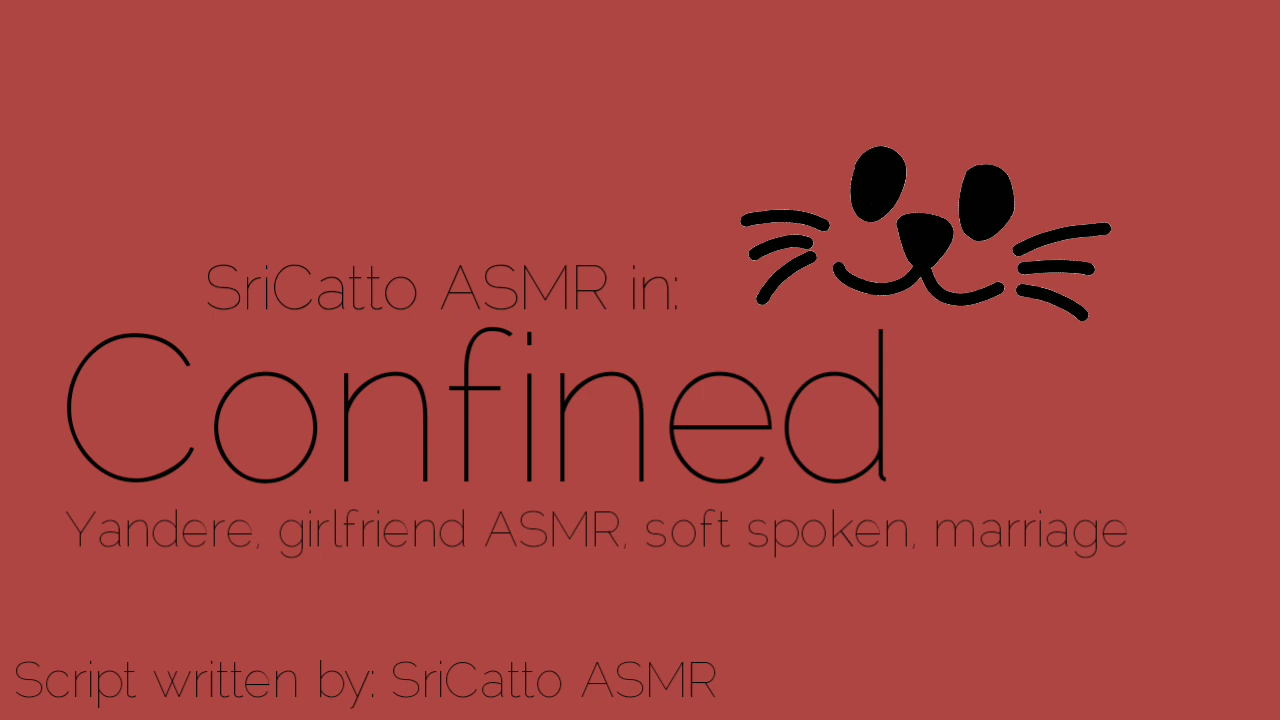 SriCatto ASMR in:
Confined
Yandere, girlfriend ASMR, soft spoken, marriage
Script written by: SriCatto ASMR